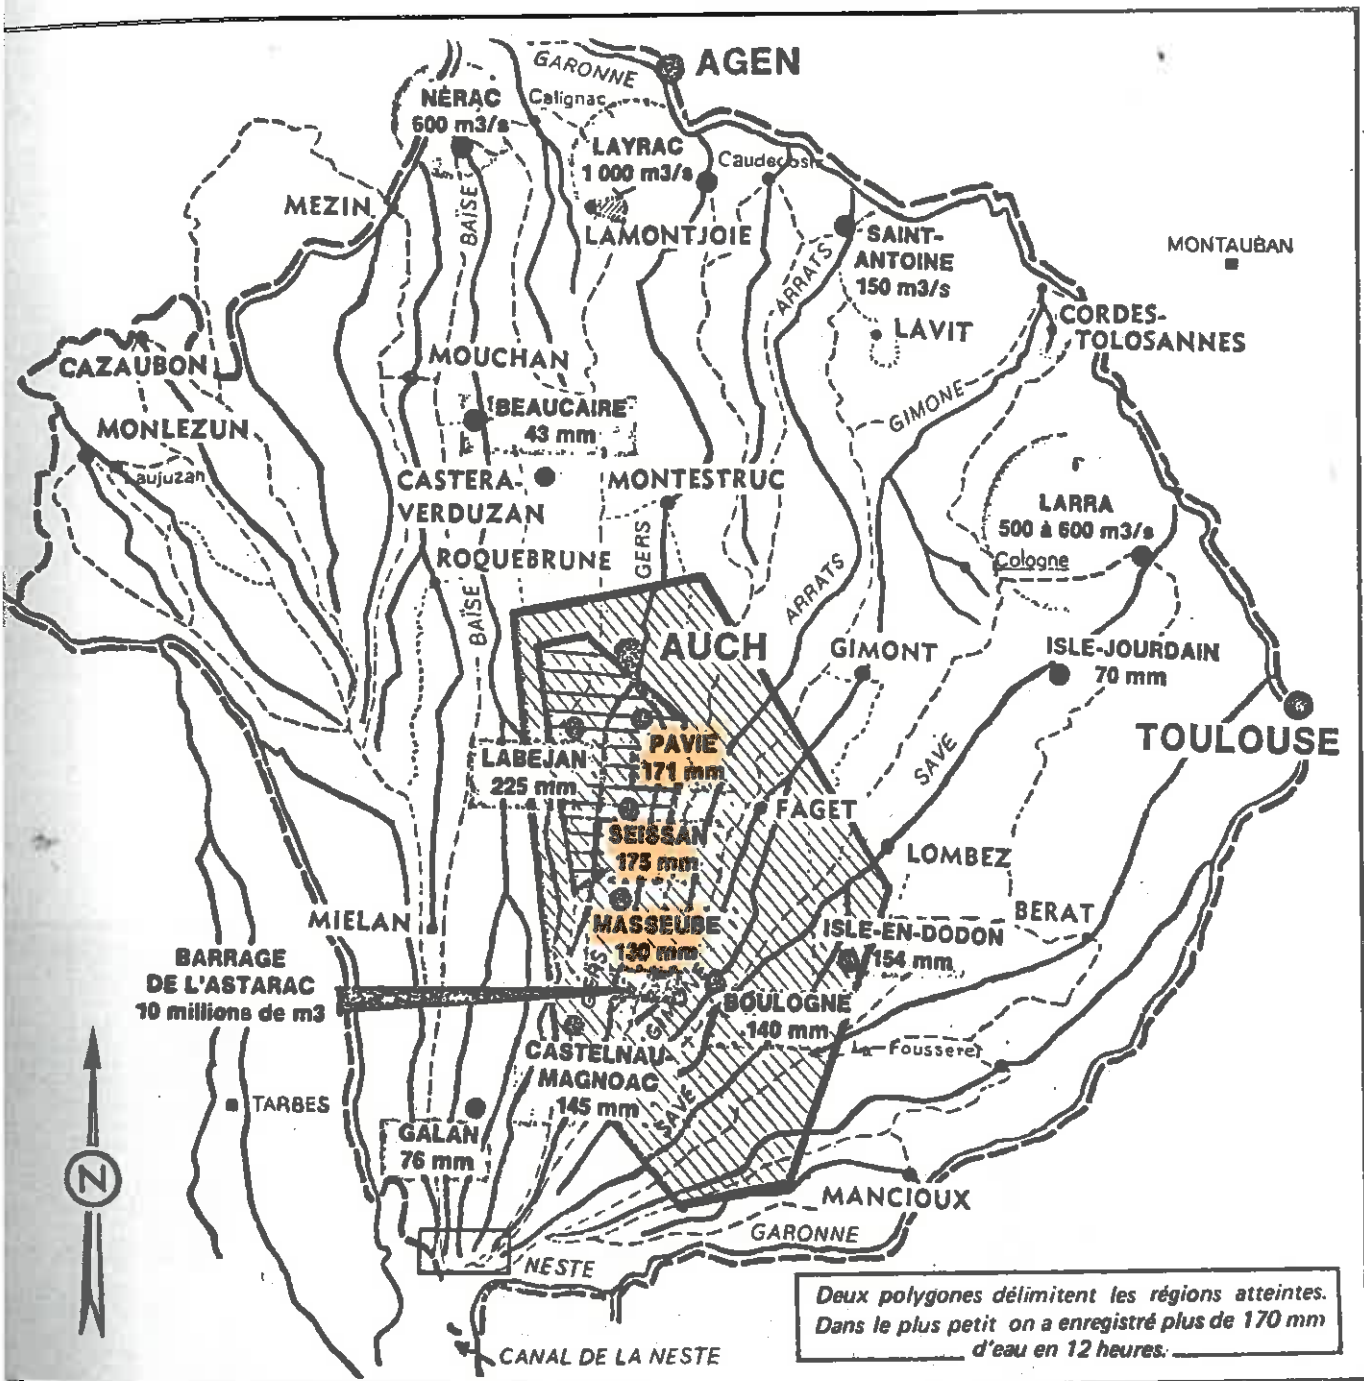 GARONNE
AGEN
NÉRAC
600 m3/s
Calignac
LAYRAC
1 000 m3/s
MEZIN
BAÏSE
LAMONTJOIE
ARRATS
SAINT-
ANTOINE
150 m3/s
MONTAUBAN
LAVIT
CORDES-
TOLOSANNES
CAZAUBON
MOUCHAN
GIMONE
MONLEZUN
BEAUCAIRE
43 mm
CASTERA-
VERDUZAN
MONTESTRUC
LARRA
500 à 600 m3/s
Cologne
ROQUEBRUNE
GERS
BAÏSE
ARRATS
AUCH
GIMONT
ISLE-JOURDAIN
70 mm
TOULOUSE
LABEJAN
225 mm
PAVIE
171 mm
SAVE
FAGET
SEISSAN
175 mm
LOMBEZ
MIELAN
MASSEUBE
130 mm
BERAT
ISLE-EN-DODON
154 mm
BARRAGE
DE L'ASTARAC
10 millions de m3
GERS
GIMONE
BOULOGNE
140 mm
CASTELNAU-
MAGNOAC
145 mm
SAVE
TARBES
GALAN
76 mm
N
MANCIOUX
GARONNE
NESTE
CANAL DE LA NESTE
Deux polygones délimitent les régions atteintes.
Dans le plus petit on a enregistré plus de 170 mm
d'eau en 12 heures.